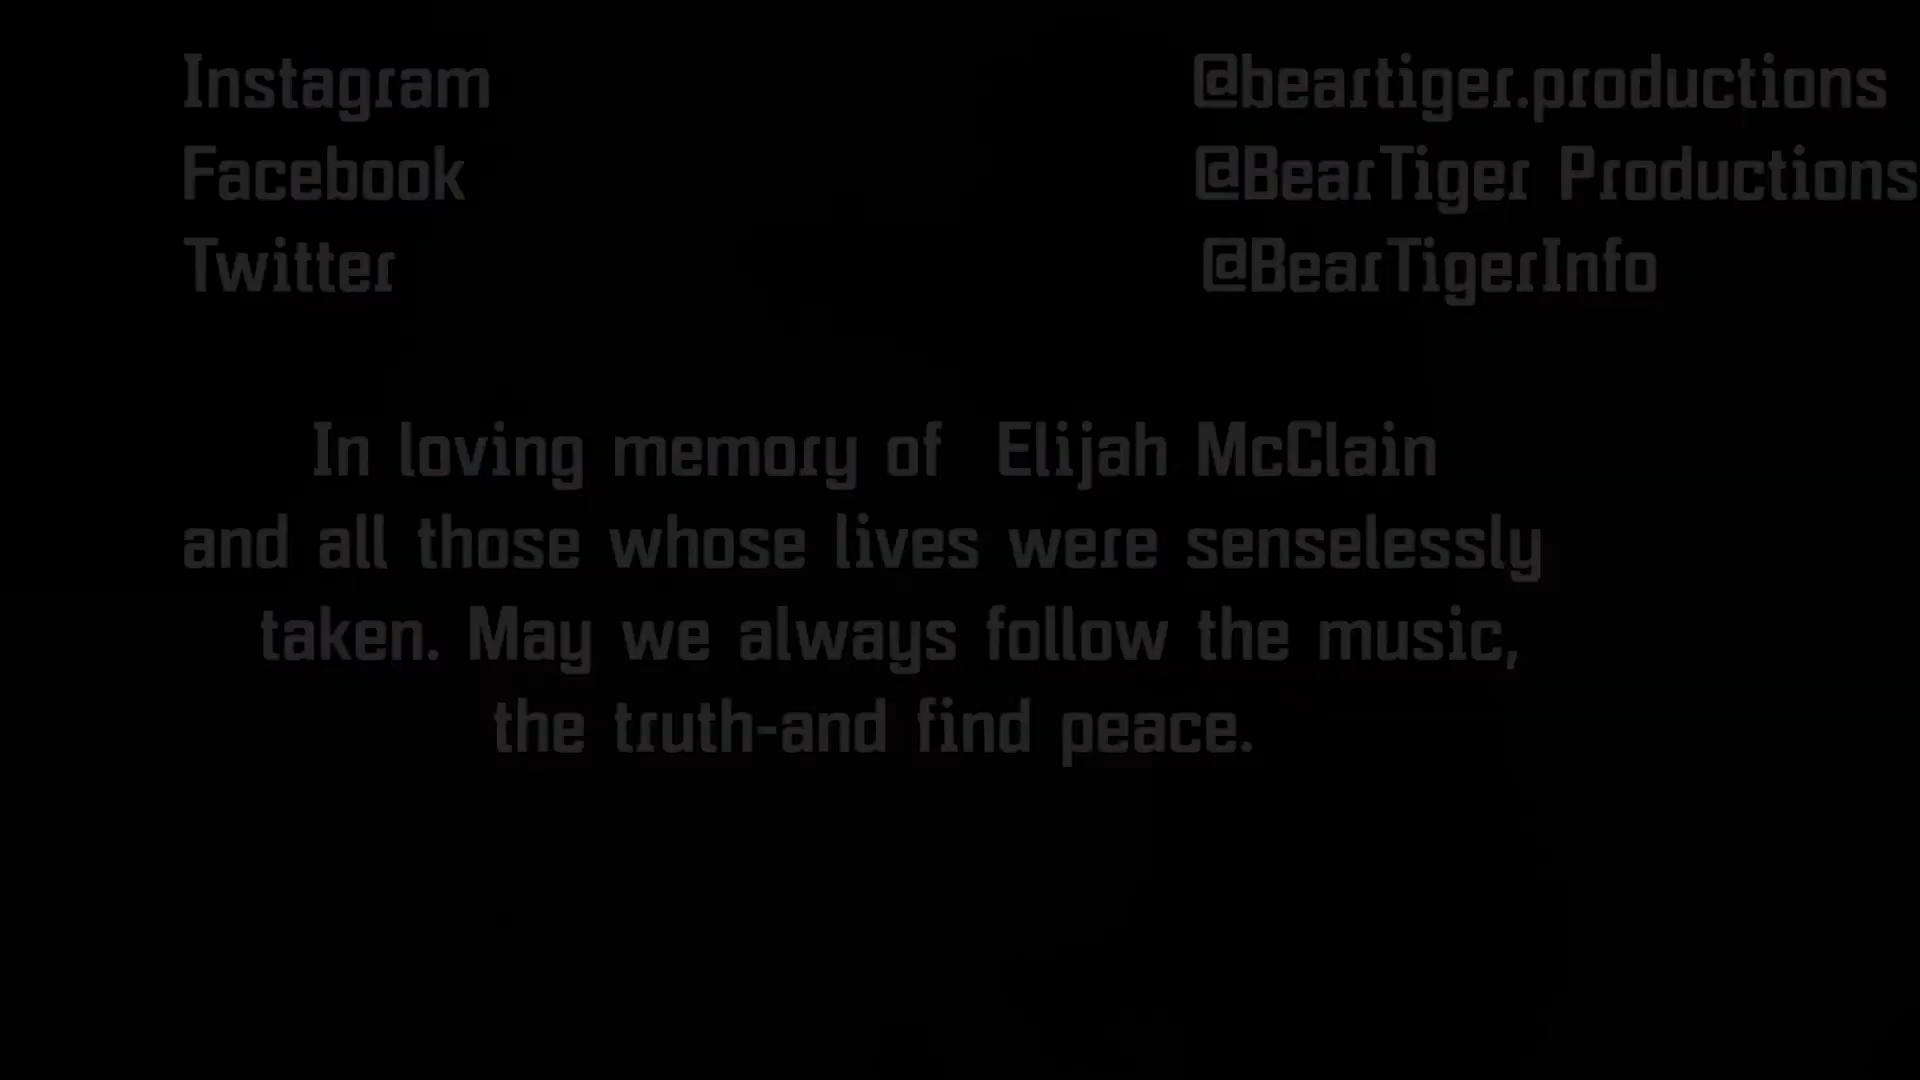 Instagram @beartiger.productions
Facebook @BearTiger Productions
Twitter @BearTigerInfo
In loving memory of Elijah McClain
and all those whose lives were senselessly
taken. May we always follow the music,
the truth-and find peace.